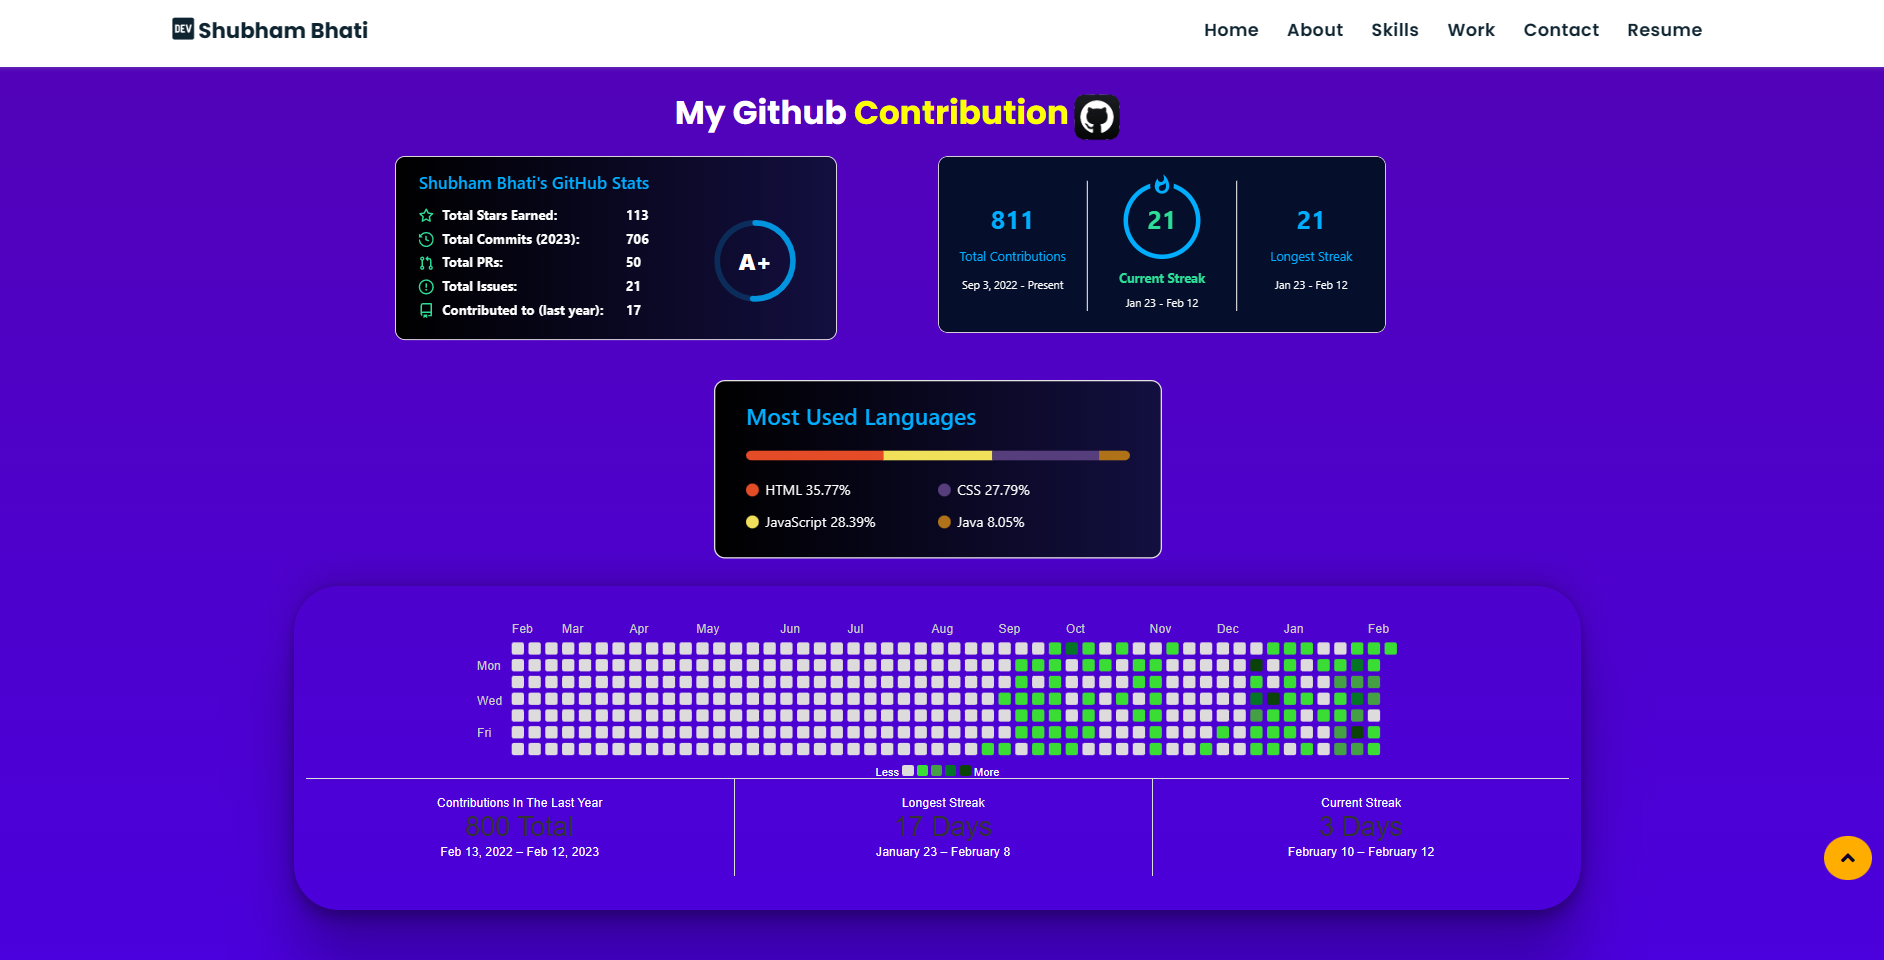 DEV Shubham Bhati
Home About Skills Work Contact Resume
My Github Contribution
Shubham Bhati's GitHub Stats
Total Stars Earned: 113
Total Commits (2023): 706
Total PRs: 50
Total Issues: 21
Contributed to (last year): 17
A+
811
Total Contributions
Sep 3, 2022 - Present
21
Current Streak
Jan 23 - Feb 12
21
Longest Streak
Jan 23 - Feb 12
Most Used Languages
HTML 35.77% CSS 27.79%
JavaScript 28.39% Java 8.05%
Feb Mar Apr May Jun Jul Aug Sep Oct Nov Dec Jan Feb
Mon
Wed
Fri
Less More
Contributions In The Last Year
800 Total
Feb 13, 2022 – Feb 12, 2023
Longest Streak
17 Days
January 23 – February 8
Current Streak
3 Days
February 10 – February 12